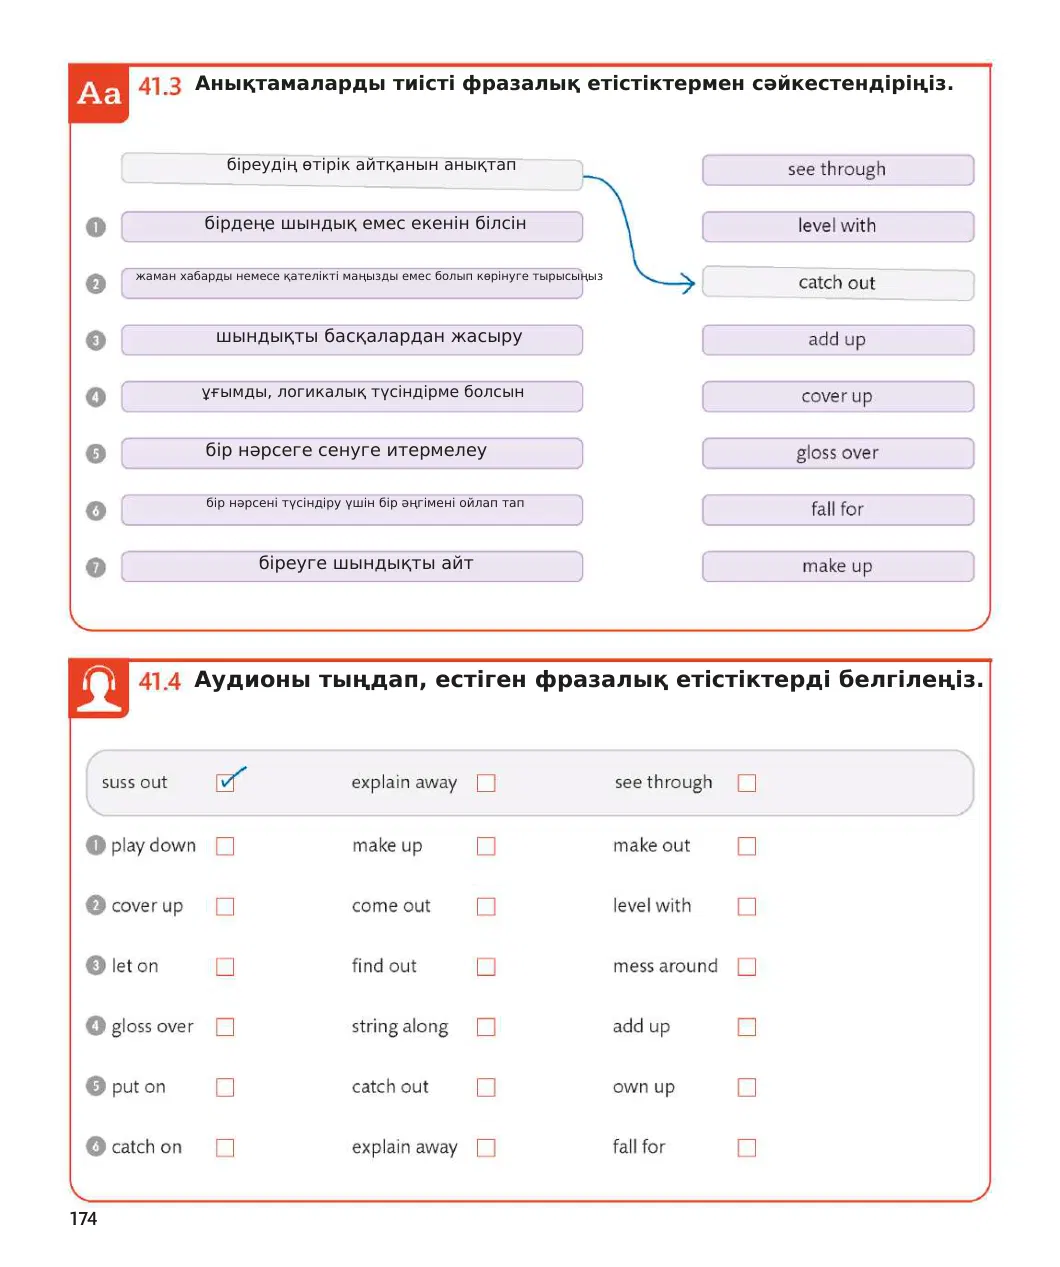 Aa 41.3 Анықтамаларды тиісті фразалық етістіктермен сәйкестендіріңіз.
біреудің өтірік айтқанын анықтап see through
1 бірдеңе шындық емес екенін білсін level with
2 жаман хабарды немесе қателікті маңызды емес болып көрінуге тырысыңыз catch out
3 шындықты басқалардан жасыру add up
4 ұғымды, логикалық түсіндірме болсын cover up
5 бір нәрсеге сенуге итермелеу gloss over
6 бір нәрсені түсіндіру үшін бір әңгімені ойлап тап fall for
7 біреуге шындықты айт make up
41.4 Аудионы тыңдап, естіген фразалық етістіктерді белгілеңіз.
suss out explain away see through
1 play down make up make out
2 cover up come out level with
3 let on find out mess around
4 gloss over string along add up
5 put on catch out own up
6 catch on explain away fall for
174